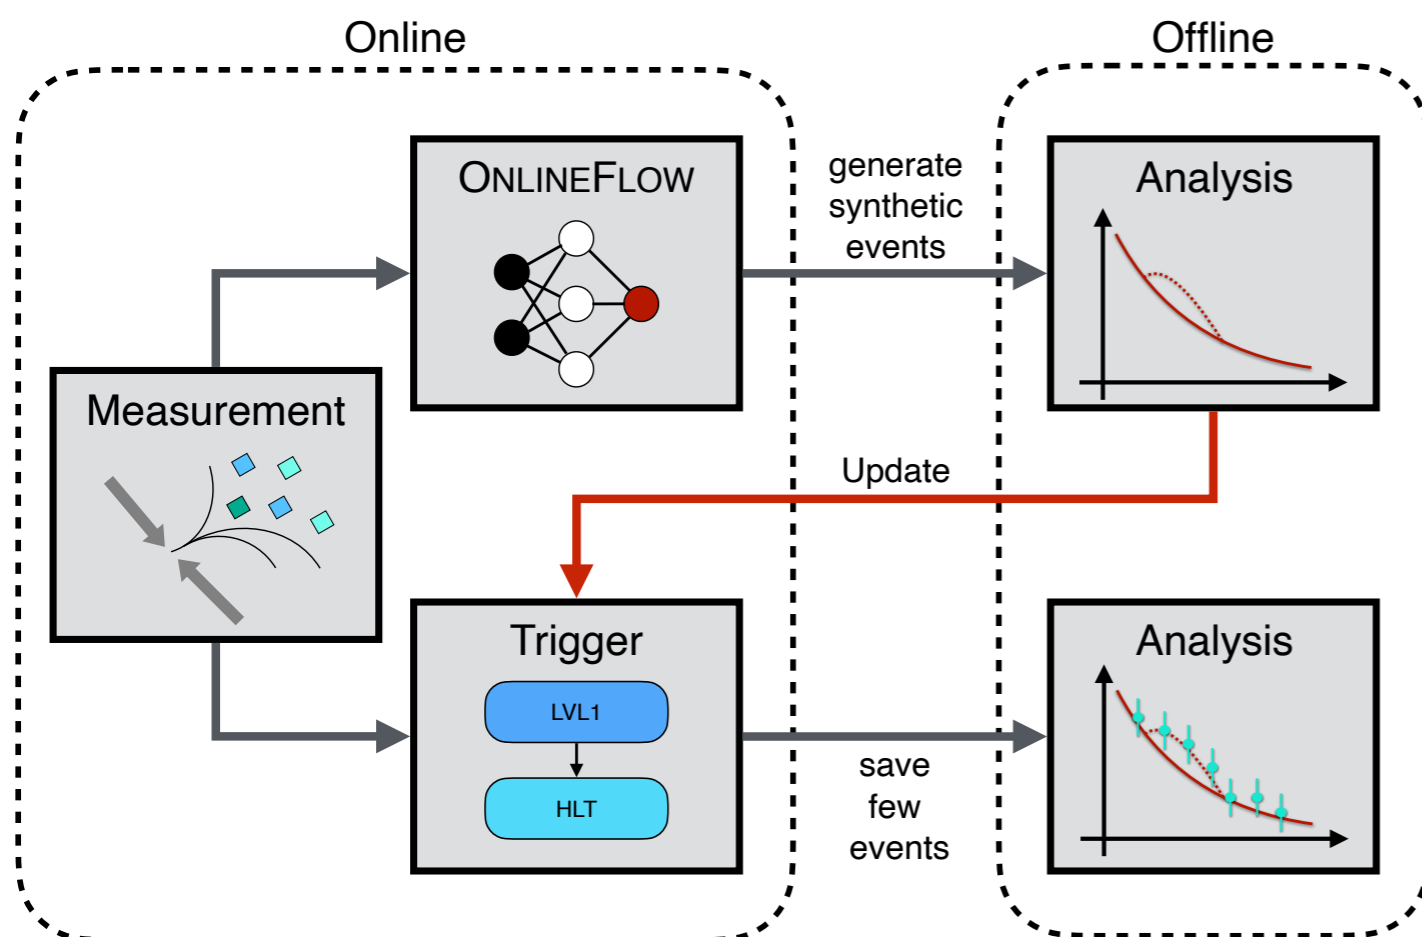 Online
Offline
ONLINEFLOW
generate
synthetic
events
Analysis
Measurement
Update
Trigger
LVL1
HLT
save
few
events
Analysis